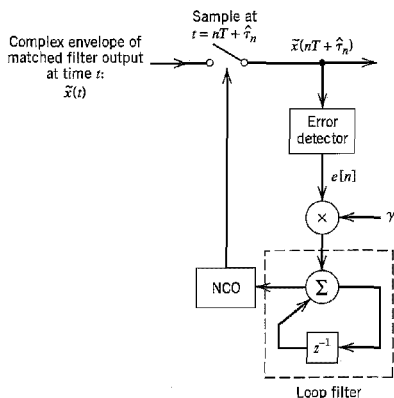 Sample at
t = nT + τ̂ₙ
Complex envelope of
matched filter output
at time t:
x̃(t)
x̃(nT + τ̂ₙ)
Error
detector
e[n]
×
γ
NCO
Σ
z⁻¹
Loop filter